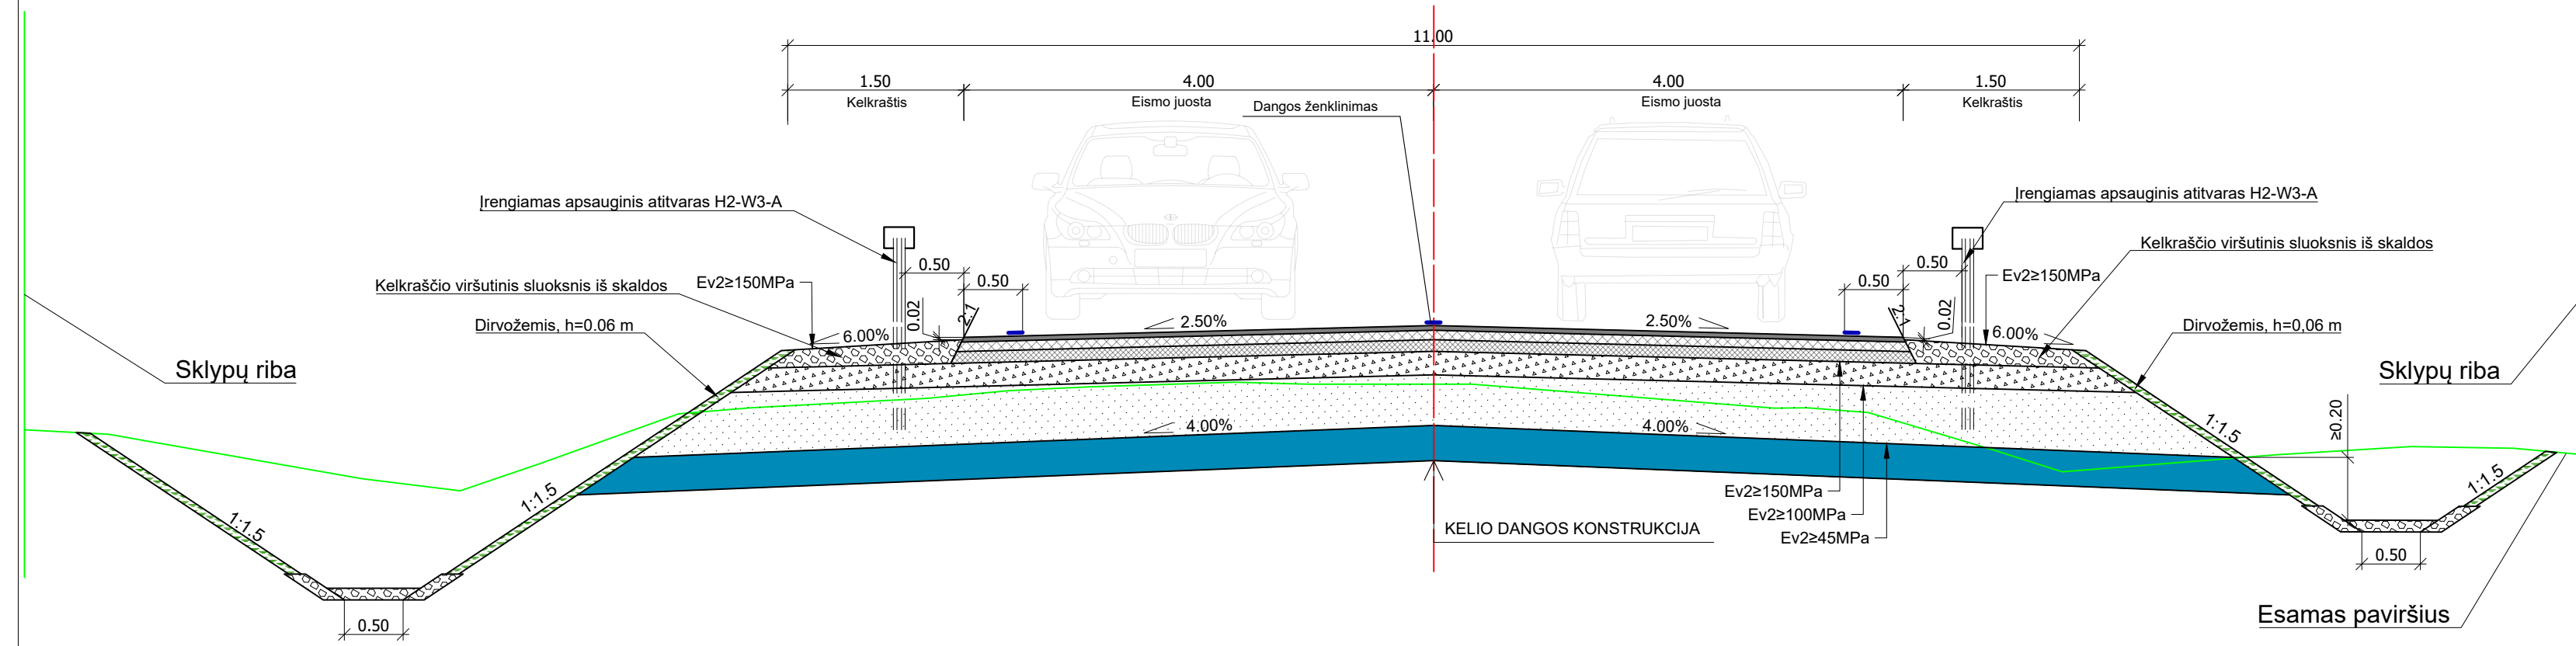 11.00
1.50
4.00
4.00
1.50
Kelkraštis
Eismo juosta
Dangos ženklinimas
Eismo juosta
Kelkraštis
Įrengiamas apsauginis atitvaras H2-W3-A
Įrengiamas apsauginis atitvaras H2-W3-A
Kelkraščio viršutinis sluoksnis iš skaldos
Ev2≥150MPa
0.50
0.50
0.50
0.50
Kelkraščio viršutinis sluoksnis iš skaldos
Ev2≥150MPa
Dirvožemis, h=0.06 m
0.02
2:1
6.00%
2.50%
2.50%
2:1
0.02
6.00%
Dirvožemis, h=0,06 m
Sklypų riba
Sklypų riba
4.00%
4.00%
1:1.5
≥0.20
1:1.5
1:1.5
1:1.5
Ev2≥150MPa
Ev2≥100MPa
Ev2≥45MPa
KELIO DANGOS KONSTRUKCIJA
0.50
0.50
Esamas paviršius